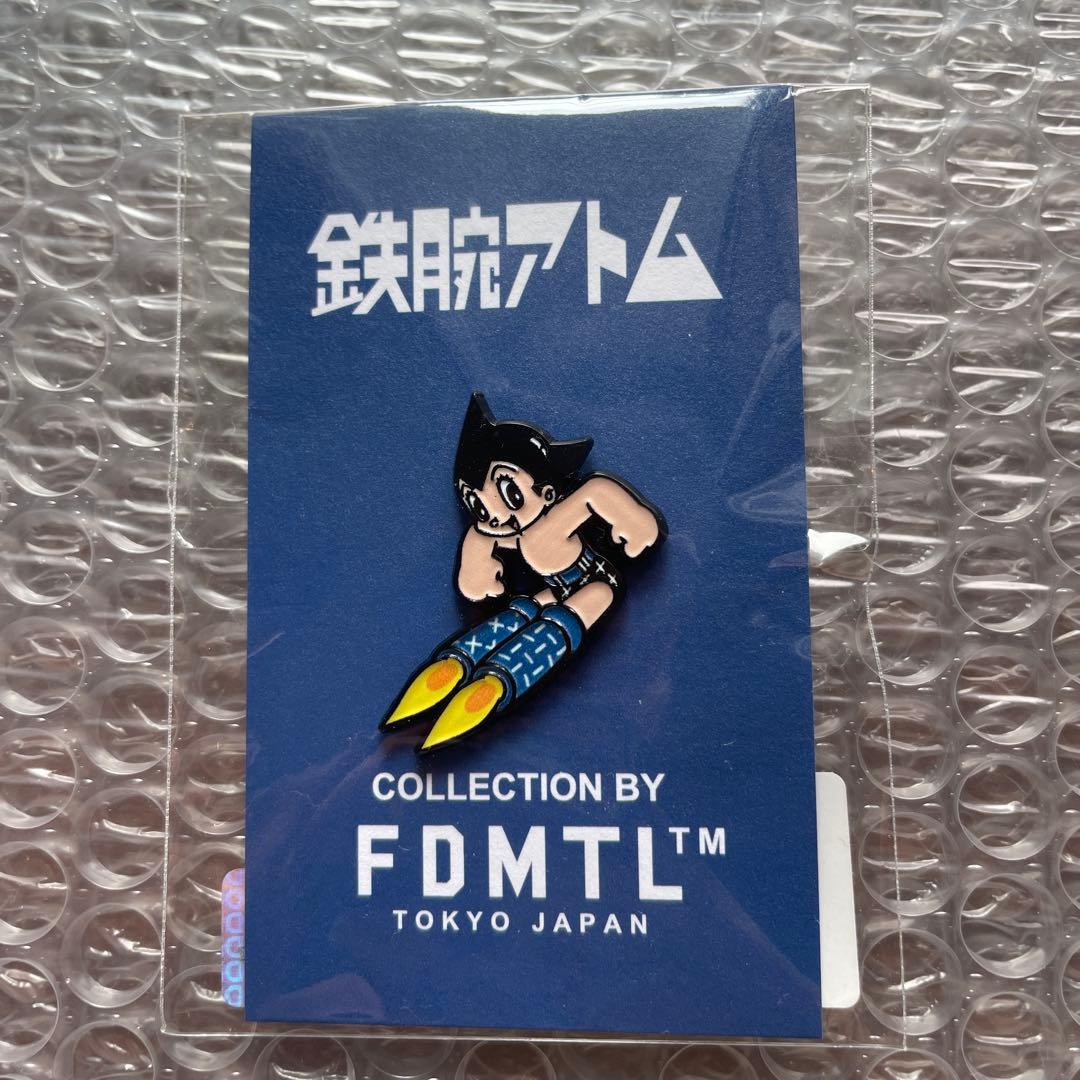 鉄腕アトム
COLLECTION BY
FDMTL™
TOKYO JAPAN